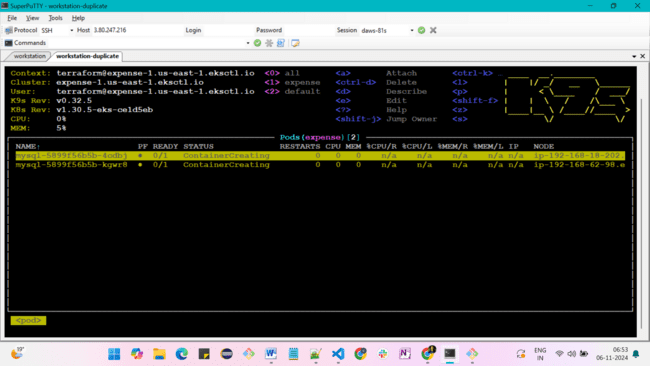 SuperPuTTY - workstation-duplicate
File View Tools Help
Protocol SSH Host 3.80.247.216 Login Password Session daws-81s
Commands
workstation workstation-duplicate
Context: terraform@expense-1.us-east-1.eksctl.io <0> all <a> Attach <ctrl-k>
Cluster: expense-1.us-east-1.eksctl.io <1> expense <ctrl-d> Delete <l>
User: terraform@expense-1.us-east-1.eksctl.io <2> default <d> Describe <p>
K9s Rev: v0.32.5 <e> Edit <shift-f>
K8s Rev: v1.30.5-eks-ce1d5eb <?> Help <z>
CPU: 0% <shift-j> Jump Owner <s>
MEM: 5%
Pods(expense)[2]
NAME↑ PF READY STATUS RESTARTS CPU MEM %CPU/R %CPU/L %MEM/R %MEM/L IP NODE
mysql-5899f56b5b-4cdbj ● 0/1 ContainerCreating 0 0 0 n/a n/a n/a n/a n/a ip-192-168-18-202.
mysql-5899f56b5b-kgwr8 ● 0/1 ContainerCreating 0 0 0 n/a n/a n/a n/a n/a ip-192-168-62-98.e
<pod>
19°
ENG
IN
06:53
06-11-2024